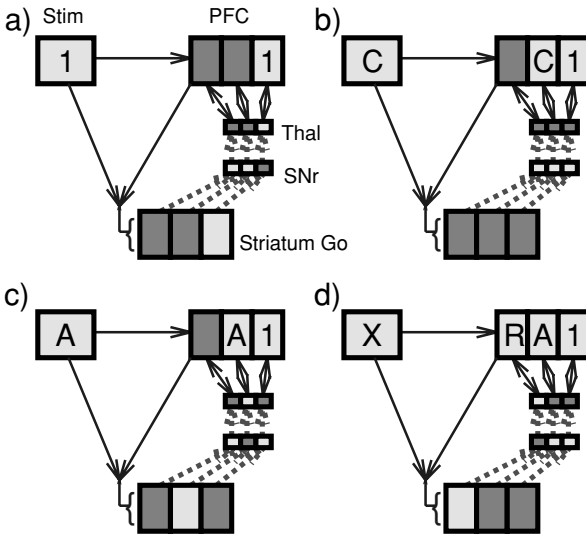 a) Stim PFC b)
1 1 C C 1
Thal
SNr
Striatum Go
c) d)
A A 1 X R A 1